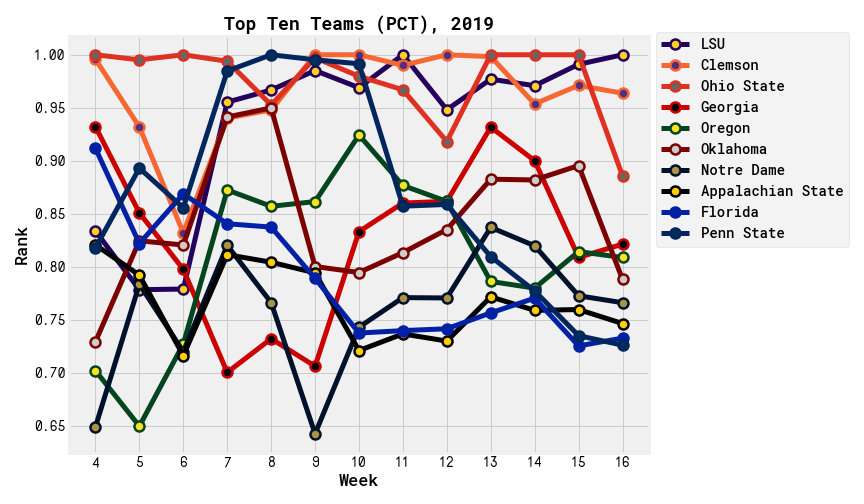 Top Ten Teams (PCT), 2019
LSU
Clemson
Ohio State
Georgia
Oregon
Oklahoma
Notre Dame
Appalachian State
Florida
Penn State
1.00
0.95
0.90
0.85
0.80
0.75
0.70
0.65
Rank
4 5 6 7 8 9 10 11 12 13 14 15 16
Week